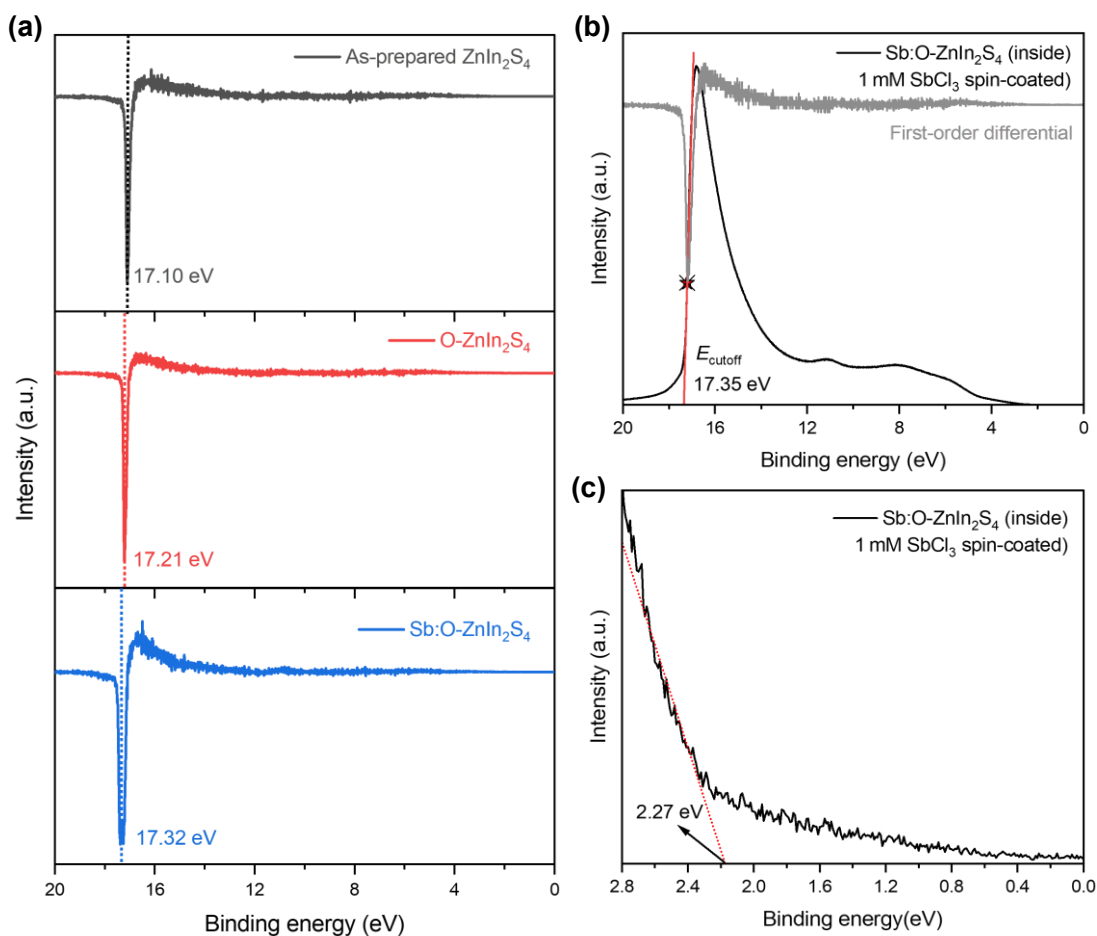 (a)
As-prepared ZnIn₂S₄
17.10 eV
O-ZnIn₂S₄
17.21 eV
Sb:O-ZnIn₂S₄
17.32 eV
20 16 12 8 4 0
Binding energy (eV)
Intensity (a.u.)
(b)
Sb:O-ZnIn₂S₄ (inside)
1 mM SbCl₃ spin-coated)
First-order differential
E_cutoff
17.35 eV
20 16 12 8 4 0
Binding energy (eV)
Intensity (a.u.)
(c)
Sb:O-ZnIn₂S₄ (inside)
1 mM SbCl₃ spin-coated)
2.27 eV
2.8 2.4 2.0 1.6 1.2 0.8 0.4 0.0
Binding energy(eV)
Intensity (a.u.)